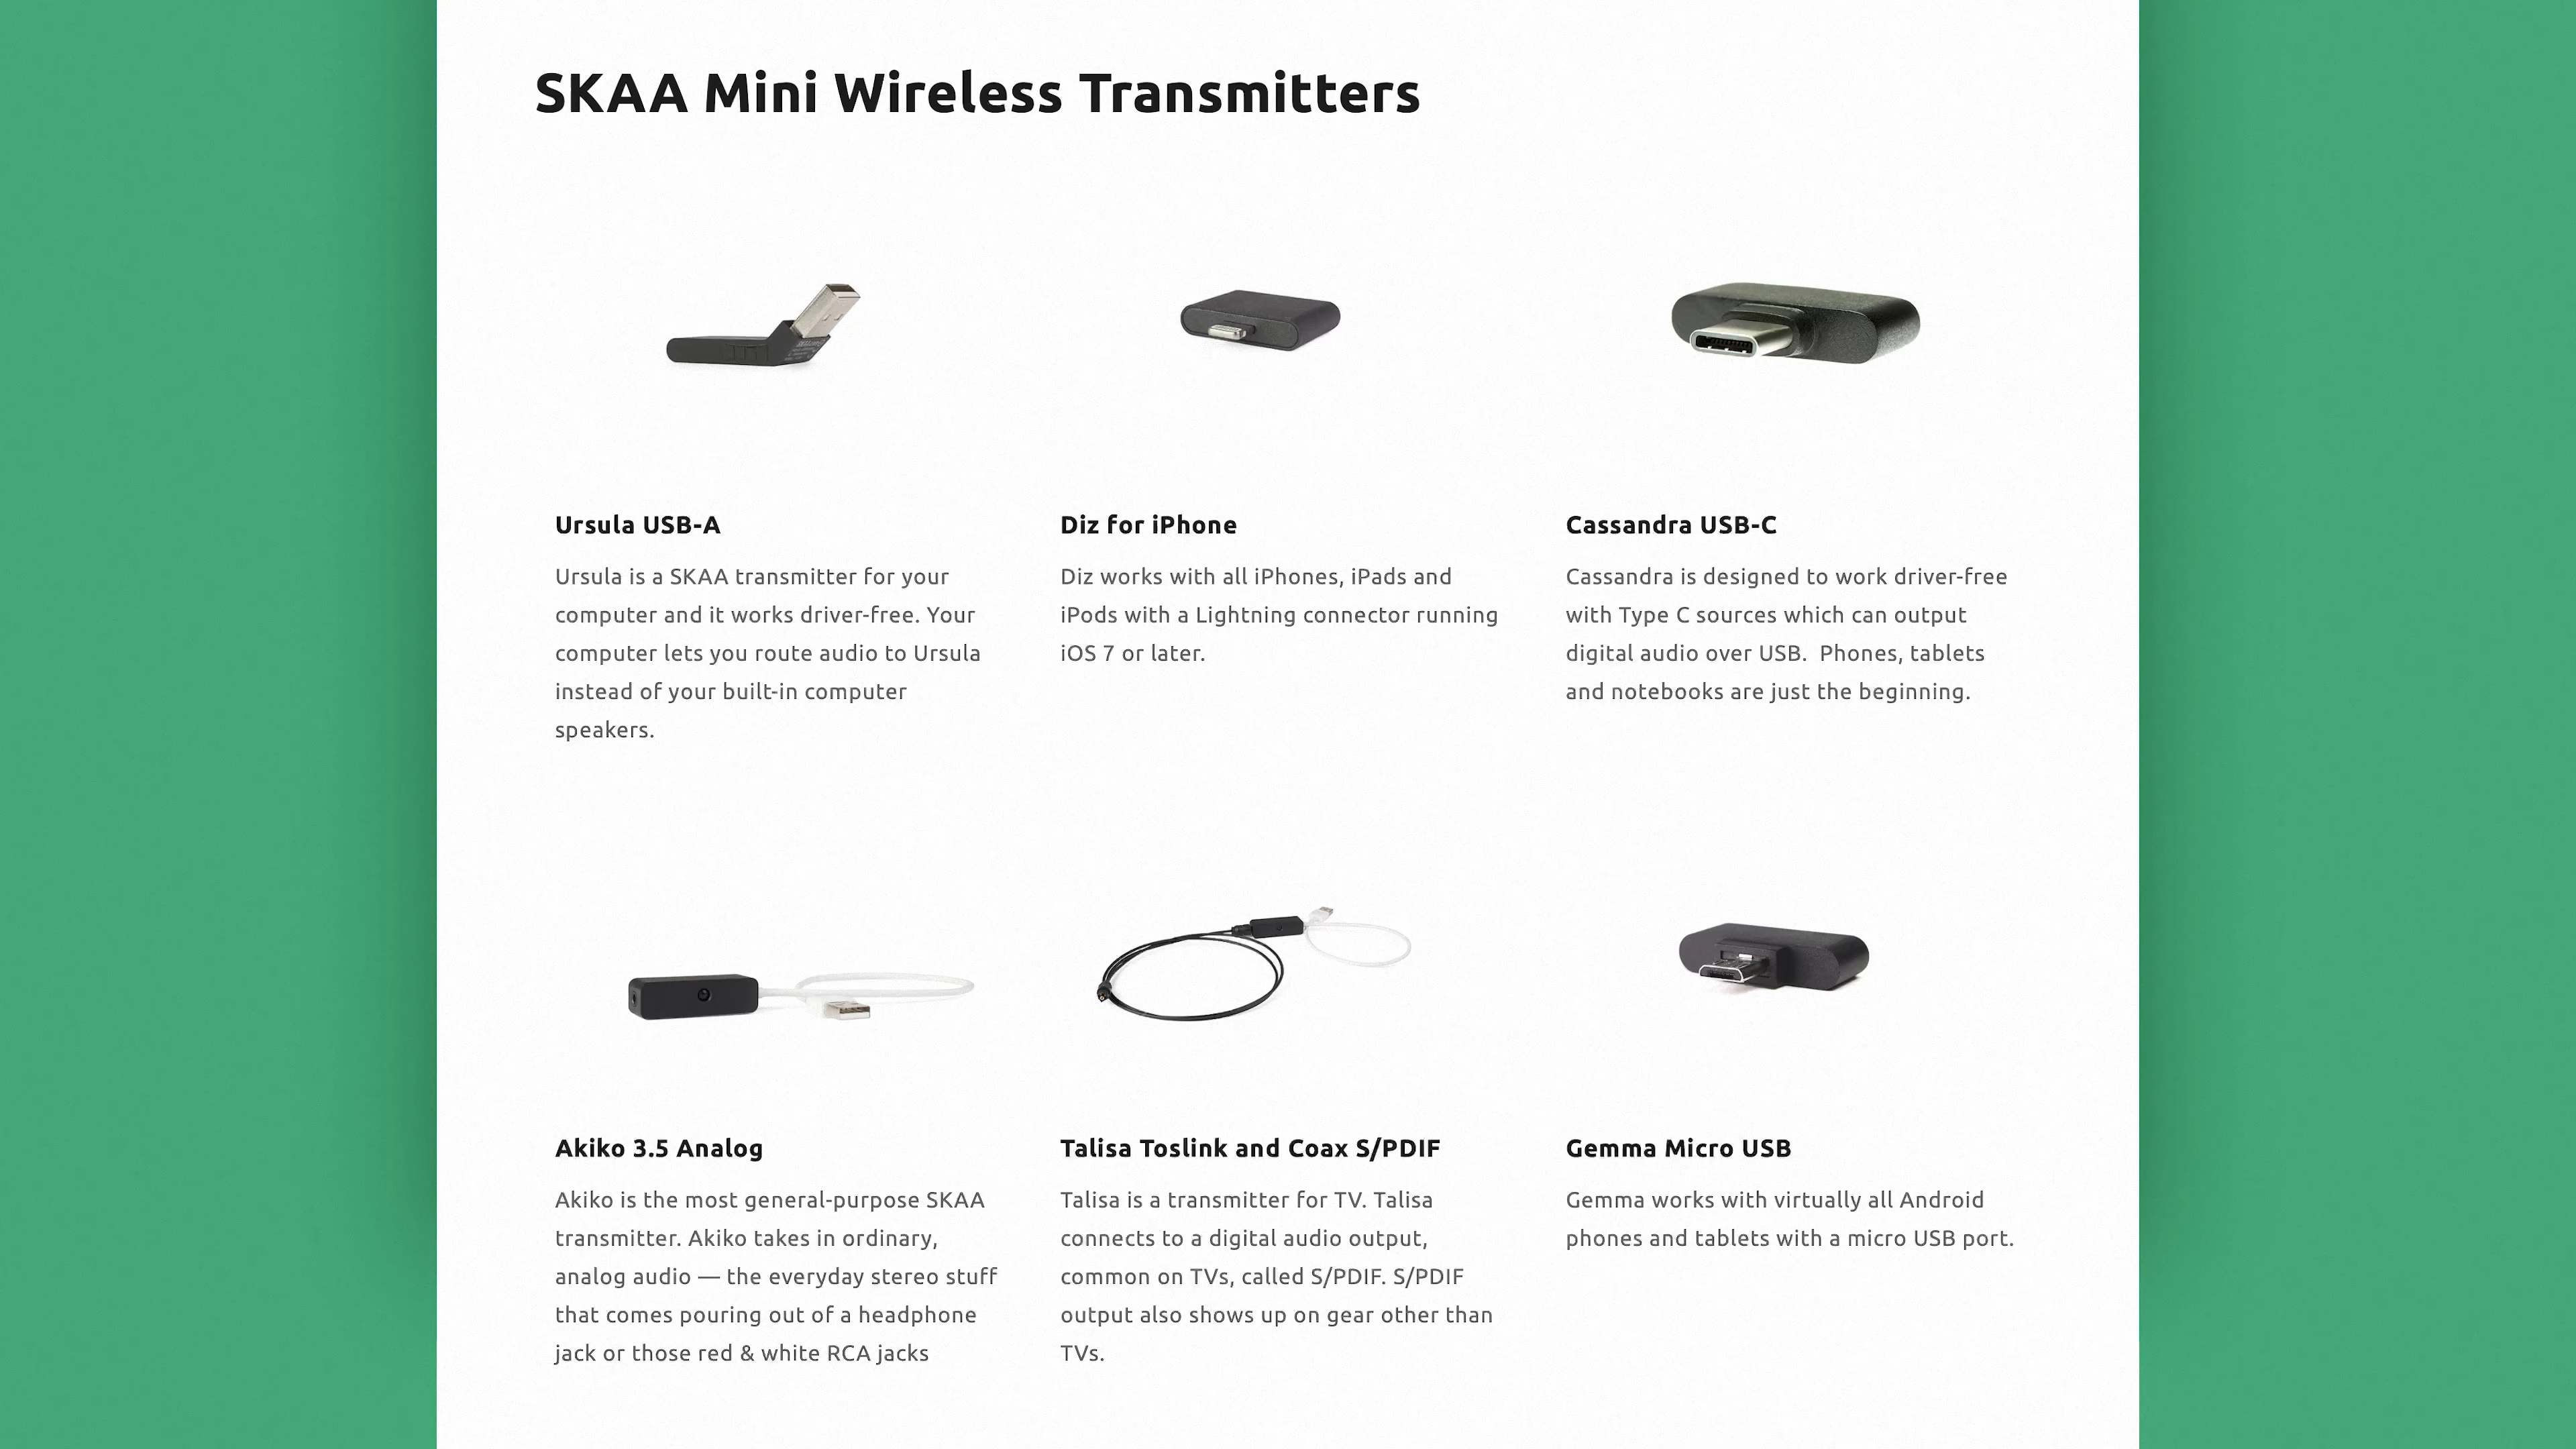 SKAA Mini Wireless Transmitters
Ursula USB-A
Ursula is a SKAA transmitter for your
computer and it works driver-free. Your
computer lets you route audio to Ursula
instead of your built-in computer
speakers.
Diz for iPhone
Diz works with all iPhones, iPads and
iPods with a Lightning connector running
iOS 7 or later.
Cassandra USB-C
Cassandra is designed to work driver-free
with Type C sources which can output
digital audio over USB.  Phones, tablets
and notebooks are just the beginning.
Akiko 3.5 Analog
Akiko is the most general-purpose SKAA
transmitter. Akiko takes in ordinary,
analog audio — the everyday stereo stuff
that comes pouring out of a headphone
jack or those red & white RCA jacks
Talisa Toslink and Coax S/PDIF
Talisa is a transmitter for TV. Talisa
connects to a digital audio output,
common on TVs, called S/PDIF. S/PDIF
output also shows up on gear other than
TVs.
Gemma Micro USB
Gemma works with virtually all Android
phones and tablets with a micro USB port.